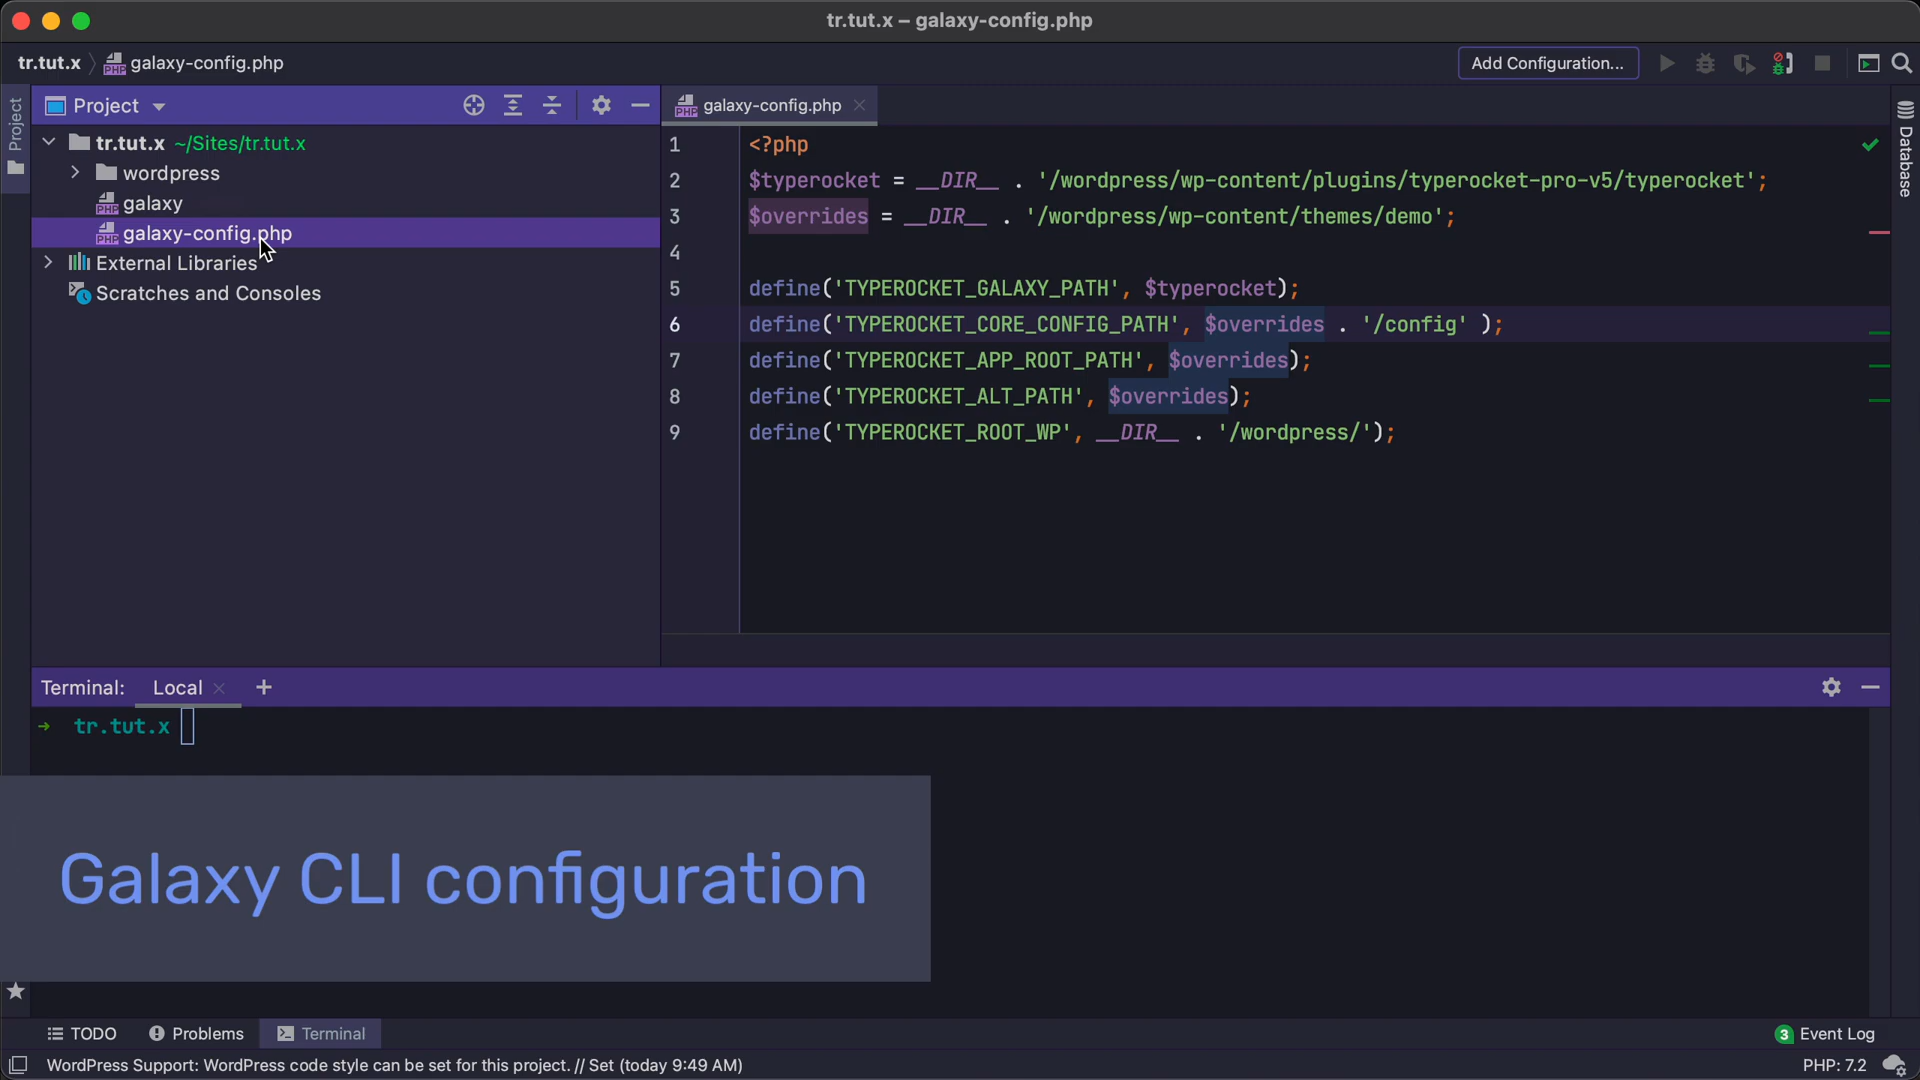 tr.tut.x – galaxy-config.php
tr.tut.x
galaxy-config.php
Add Configuration...
Project
Project
galaxy-config.php
Database
tr.tut.x ~/Sites/tr.tut.x
wordpress
galaxy
galaxy-config.php
External Libraries
Scratches and Consoles
1 <?php
2 $typerocket = __DIR__ . '/wordpress/wp-content/plugins/typerocket-pro-v5/typerocket';
3 $overrides = __DIR__ . '/wordpress/wp-content/themes/demo';
4
5 define('TYPEROCKET_GALAXY_PATH', $typerocket);
6 define('TYPEROCKET_CORE_CONFIG_PATH', $overrides . '/config' );
7 define('TYPEROCKET_APP_ROOT_PATH', $overrides);
8 define('TYPEROCKET_ALT_PATH', $overrides);
9 define('TYPEROCKET_ROOT_WP', __DIR__ . '/wordpress/');
Terminal: Local
→ tr.tut.x
Galaxy CLI configuration
TODO
Problems
Terminal
3 Event Log
WordPress Support: WordPress code style can be set for this project. // Set (today 9:49 AM)
PHP: 7.2